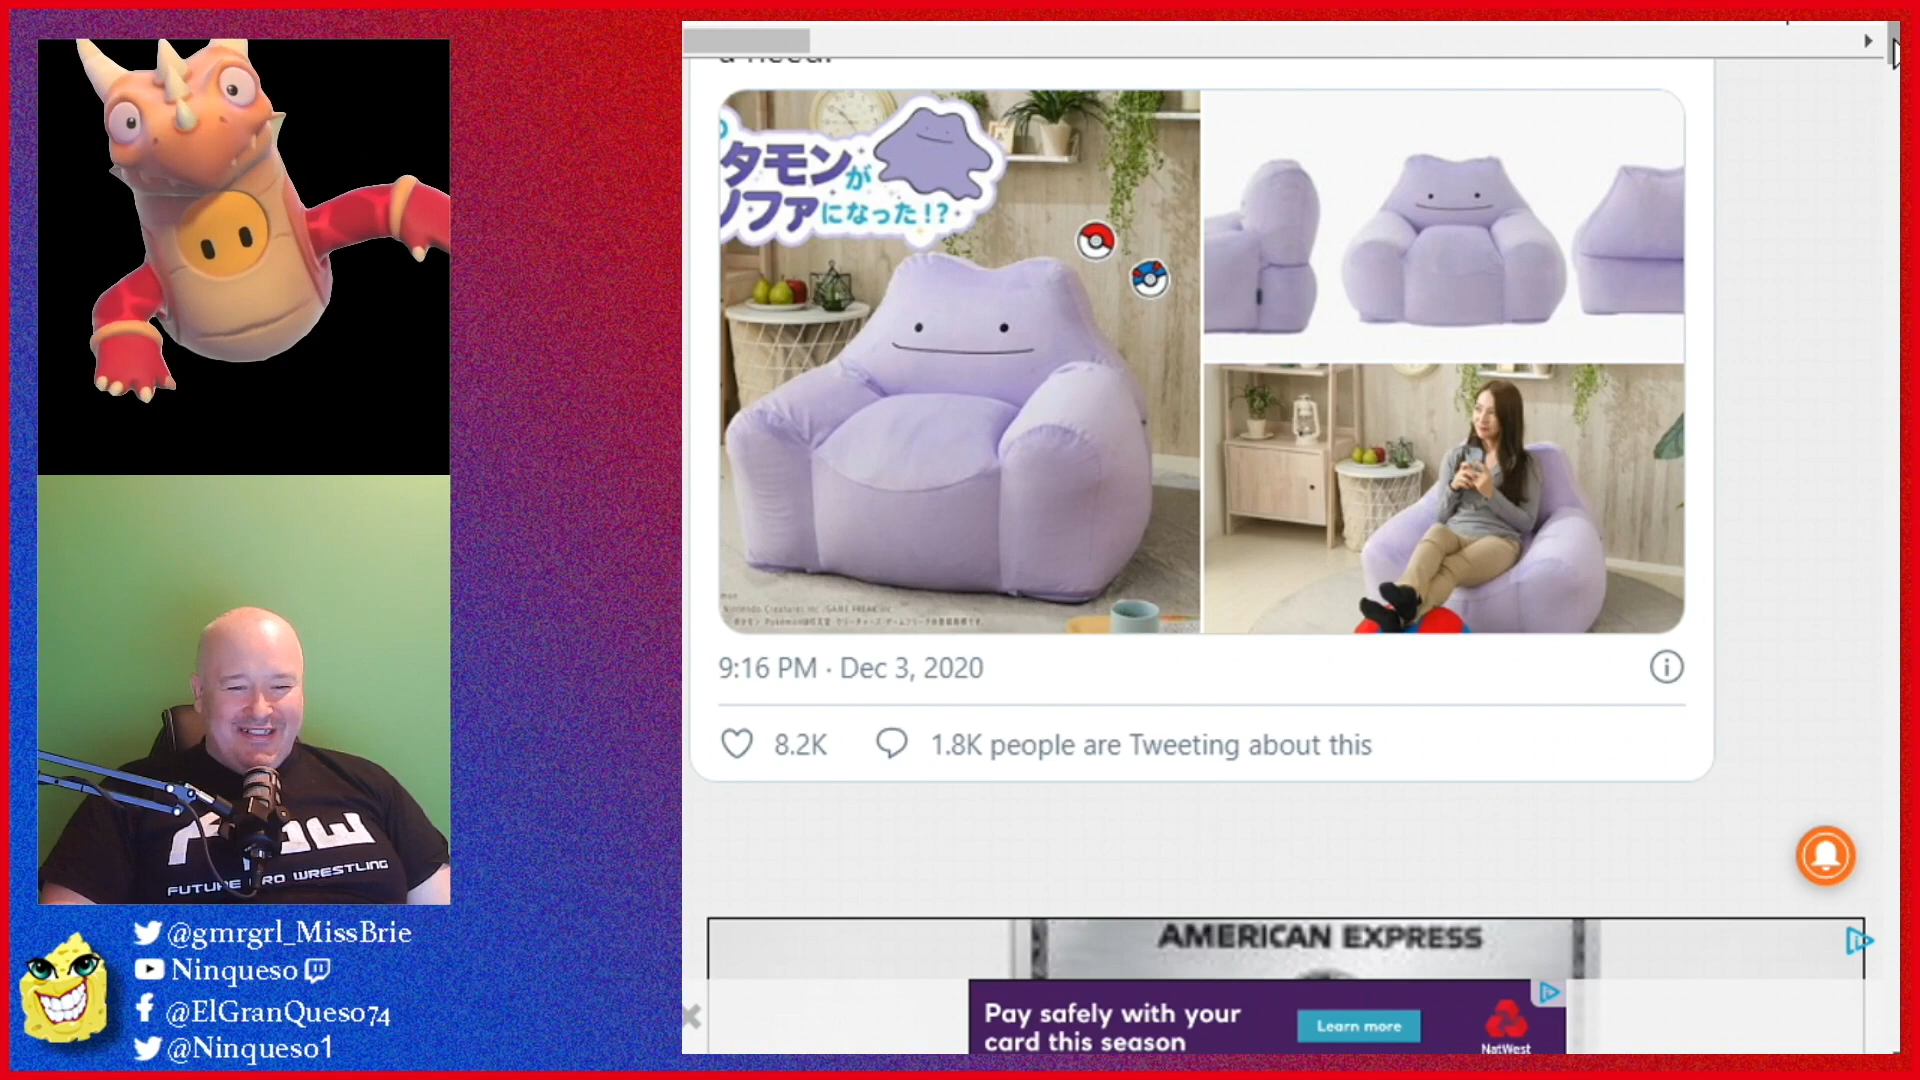 タモンが
ソファになった!?
9:16 PM · Dec 3, 2020
8.2K
1.8K people are Tweeting about this
AMERICAN EXPRESS
Pay safely with your
card this season
Learn more
NatWest
FUTURE PRO WRESTLING
@gmrgrl_MissBrie
Ninqueso
@ElGranQueso74
@Ninqueso1